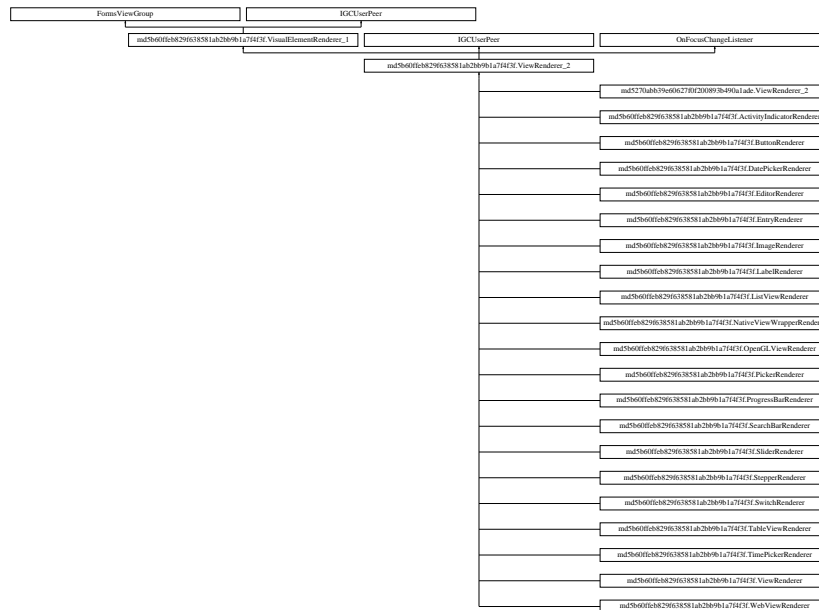 FormsViewGroup
IGCUserPeer
md5b60ffeb829f638581ab2bb9b1a7f4f3f.VisualElementRenderer_1
IGCUserPeer
OnFocusChangeListener
md5b60ffeb829f638581ab2bb9b1a7f4f3f.ViewRenderer_2
md5270abb39e60627f0f200893b490a1ade.ViewRenderer_2
md5b60ffeb829f638581ab2bb9b1a7f4f3f.ActivityIndicatorRenderer
md5b60ffeb829f638581ab2bb9b1a7f4f3f.ButtonRenderer
md5b60ffeb829f638581ab2bb9b1a7f4f3f.DatePickerRenderer
md5b60ffeb829f638581ab2bb9b1a7f4f3f.EditorRenderer
md5b60ffeb829f638581ab2bb9b1a7f4f3f.EntryRenderer
md5b60ffeb829f638581ab2bb9b1a7f4f3f.ImageRenderer
md5b60ffeb829f638581ab2bb9b1a7f4f3f.LabelRenderer
md5b60ffeb829f638581ab2bb9b1a7f4f3f.ListViewRenderer
md5b60ffeb829f638581ab2bb9b1a7f4f3f.NativeViewWrapperRende
md5b60ffeb829f638581ab2bb9b1a7f4f3f.OpenGLViewRenderer
md5b60ffeb829f638581ab2bb9b1a7f4f3f.PickerRenderer
md5b60ffeb829f638581ab2bb9b1a7f4f3f.ProgressBarRenderer
md5b60ffeb829f638581ab2bb9b1a7f4f3f.SearchBarRenderer
md5b60ffeb829f638581ab2bb9b1a7f4f3f.SliderRenderer
md5b60ffeb829f638581ab2bb9b1a7f4f3f.StepperRenderer
md5b60ffeb829f638581ab2bb9b1a7f4f3f.SwitchRenderer
md5b60ffeb829f638581ab2bb9b1a7f4f3f.TableViewRenderer
md5b60ffeb829f638581ab2bb9b1a7f4f3f.TimePickerRenderer
md5b60ffeb829f638581ab2bb9b1a7f4f3f.ViewRenderer
md5b60ffeb829f638581ab2bb9b1a7f4f3f.WebViewRenderer